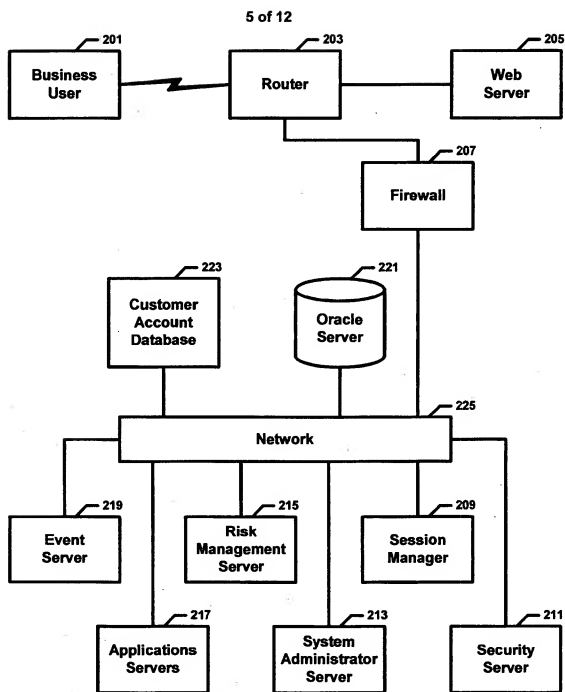 5 of 12
201
203
205
Business
User
Router
Web
Server
207
Firewall
223
221
Customer
Account
Database
Oracle
Server
225
Network
219
215
209
Event
Server
Risk
Management
Server
Session
Manager
217
213
211
Applications
Servers
System
Administrator
Server
Security
Server